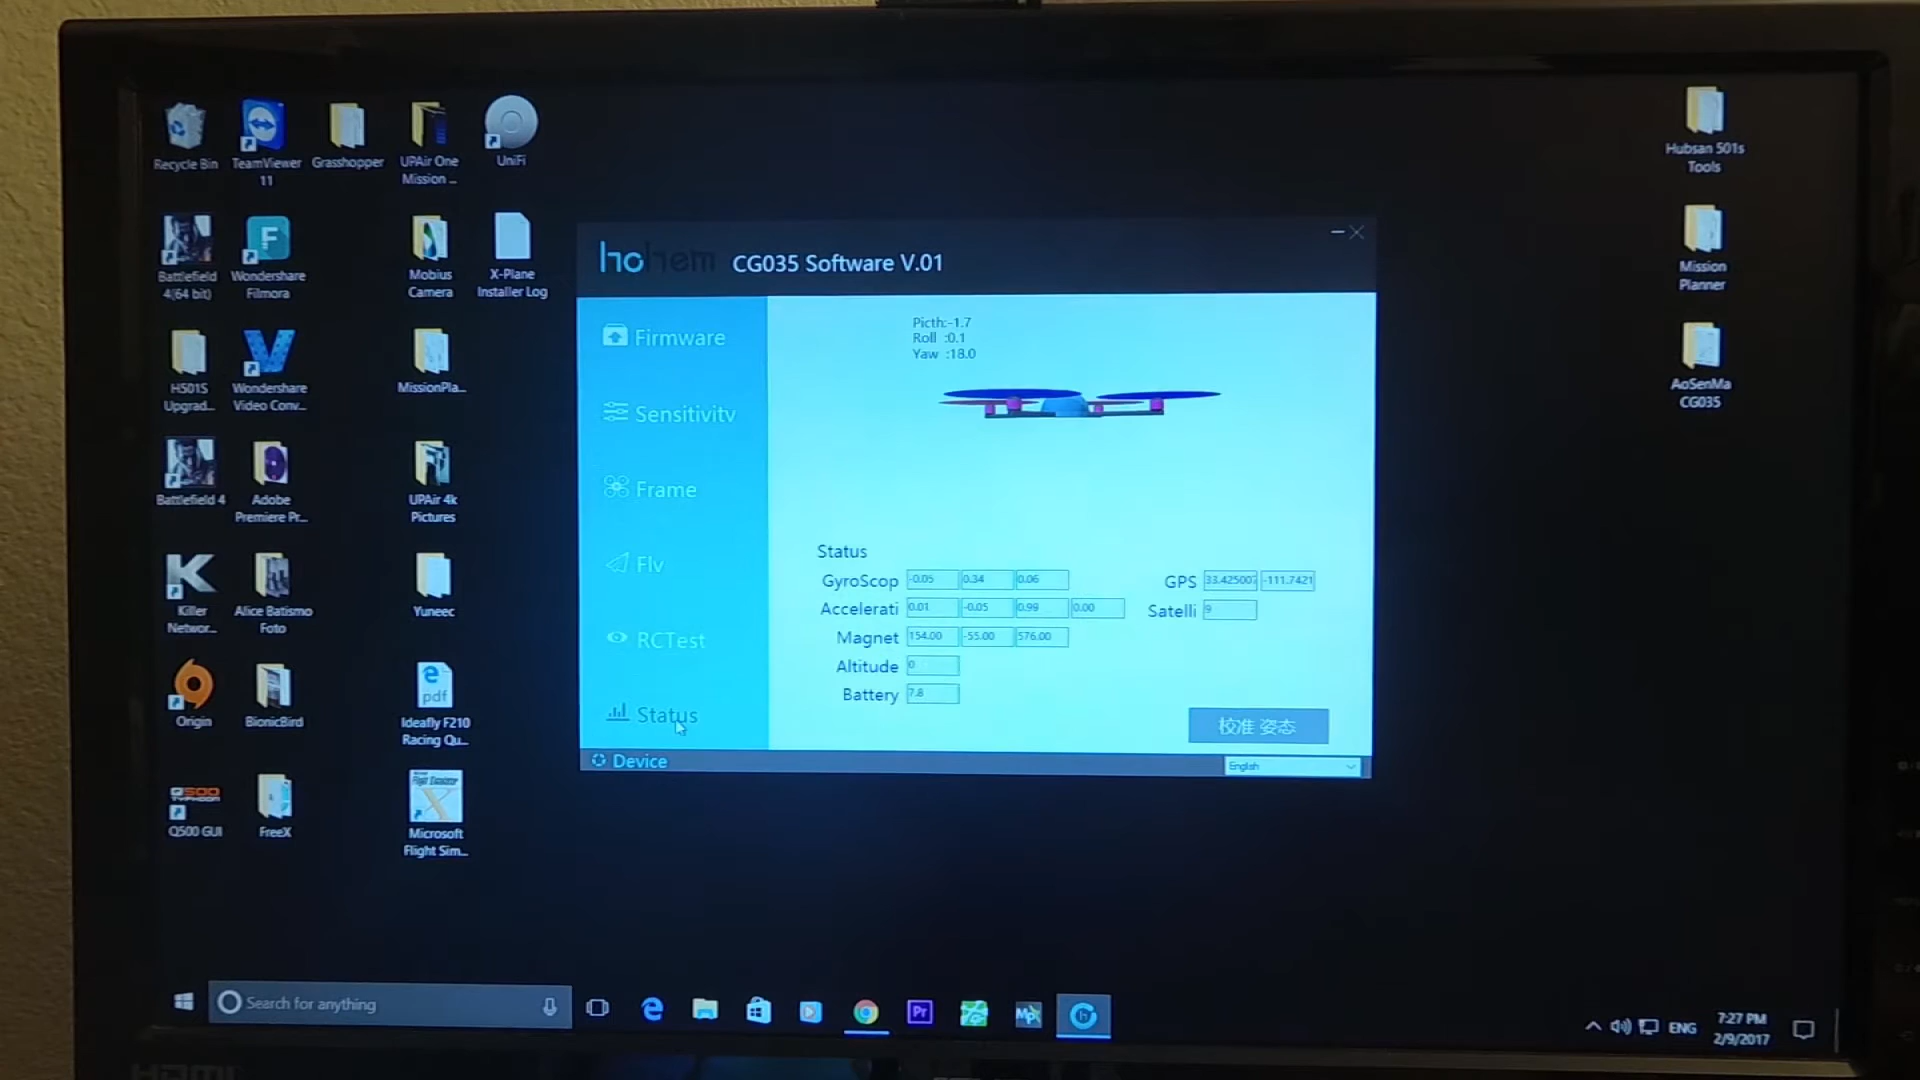 Recycle Bin
TeamViewer
11
Grasshopper
UPAir One
Mission ...
UniFi
Hubsan 501s
Tools
Battlefield
4(64 bit)
Wondershare
Filmora
Mobius
Camera
X-Plane
Installer Log
Mission
Planner
H501S
Upgrad...
Wondershare
Video Conv...
MissionPla...
AoSenMa
CG035
Battlefield 4
Adobe
Premiere Pr...
UPAir 4k
Pictures
Killer
Networ...
Alice Batismo
Foto
Yuneec
Origin
BionicBird
pdf
Ideafly F210
Racing Qu...
Q500
TYPHOON
Q500 GUI
FreeX
Microsoft
Flight Sim...
hohem
CG035 Software V.01
Firmware
Sensitivity
Frame
Fly
RCTest
Status
Picth:-1.7
Roll :0.1
Yaw :18.0
Status
GyroScop -0.05 0.34 0.06
GPS 33.425007 -111.7421
Accelerati 0.01 -0.05 0.99 0.00
Satelli 9
Magnet 154.00 -55.00 576.00
Altitude 0
Battery 7.8
校准 姿态
Device
English
Search for anything
Pr
ENG
7:27 PM
2/9/2017
HDMI